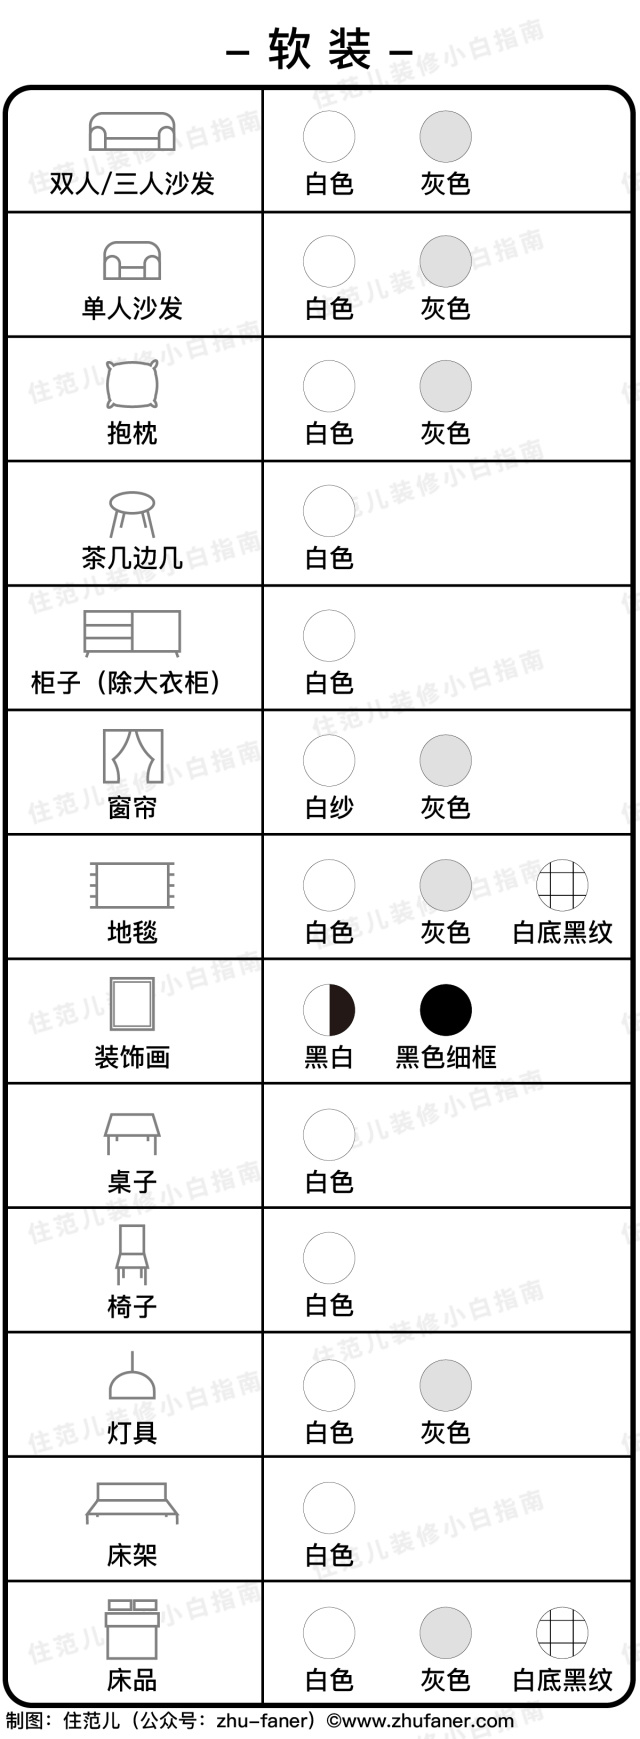 – 软 装 –
双人/三人沙发
白色 灰色
单人沙发
白色 灰色
抱枕
白色 灰色
茶几边几
白色
柜子（除大衣柜）
白色
窗帘
白纱 灰色
地毯
白色 灰色 白底黑纹
装饰画
黑白 黑色细框
桌子
白色
椅子
白色
灯具
白色 灰色
床架
白色
床品
白色 灰色 白底黑纹
制图：住范儿（公众号：zhu-faner）©www.zhufaner.com
住范儿装修小白指南